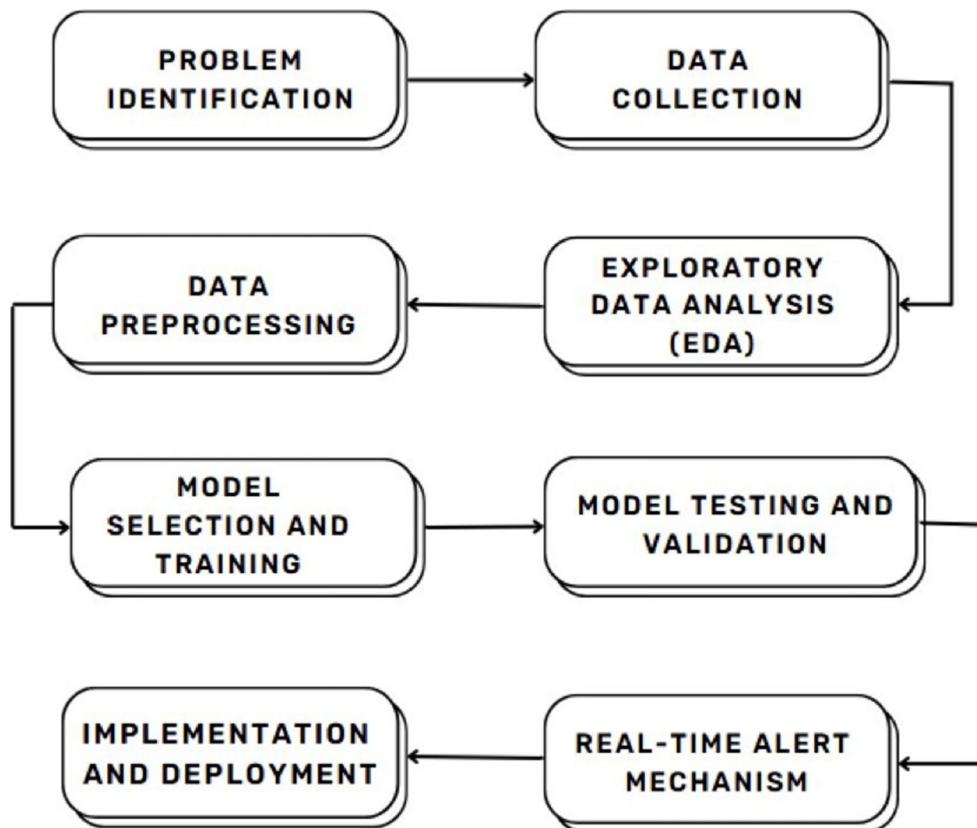 PROBLEM
IDENTIFICATION
DATA
COLLECTION
EXPLORATORY
DATA ANALYSIS
(EDA)
DATA
PREPROCESSING
MODEL
SELECTION AND
TRAINING
MODEL TESTING AND
VALIDATION
REAL-TIME ALERT
MECHANISM
IMPLEMENTATION
AND DEPLOYMENT